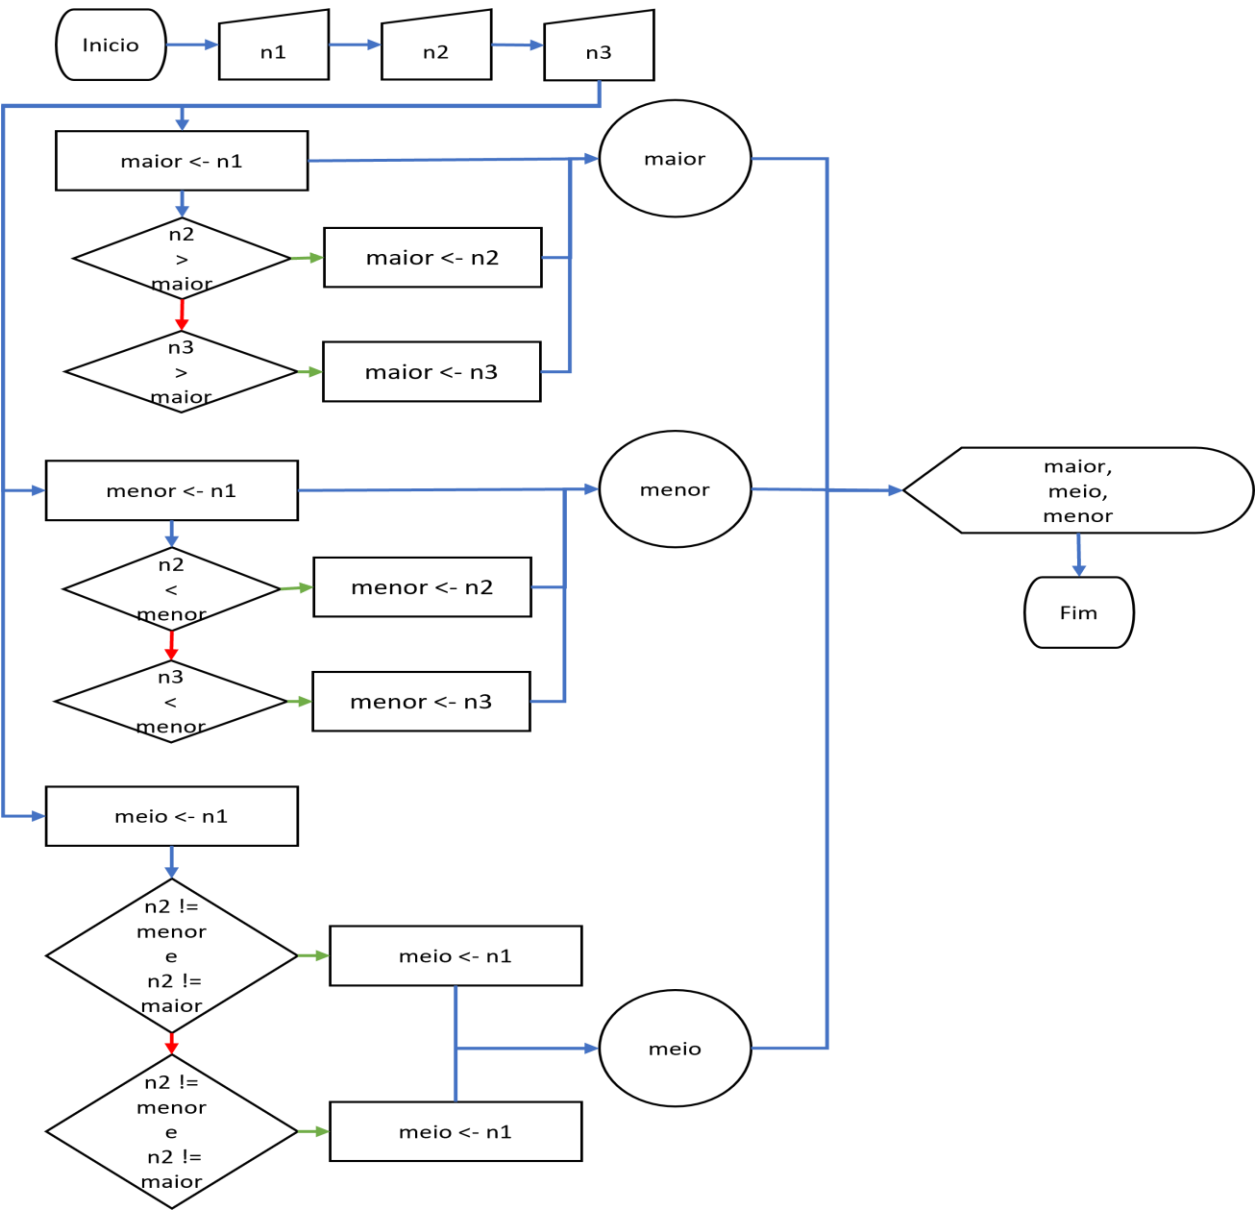 Inicio
n1
n2
n3
maior <- n1
maior
n2
>
maior
maior <- n2
n3
>
maior
maior <- n3
menor <- n1
menor
n2
<
menor
menor <- n2
n3
<
menor
menor <- n3
maior,
meio,
menor
Fim
meio <- n1
n2 !=
menor
e
n2 !=
maior
meio <- n1
meio
n2 !=
menor
e
n2 !=
maior
meio <- n1